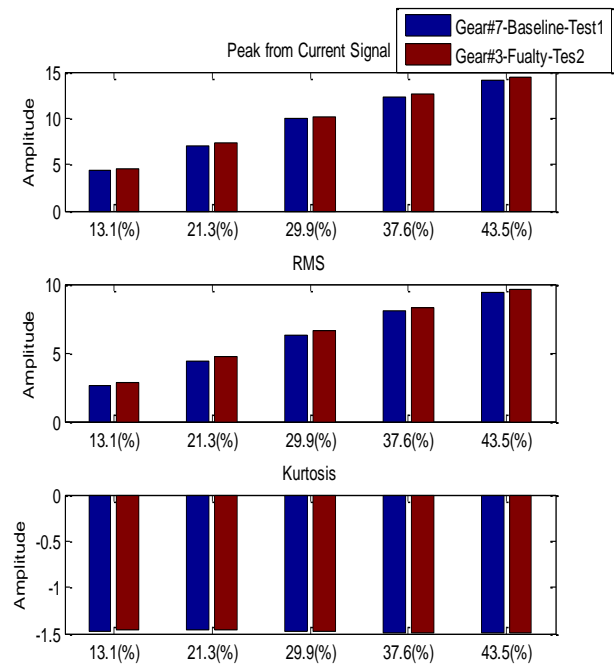 Gear#7-Baseline-Test1
Gear#3-Fualty-Tes2
Peak from Current Signal
Amplitude
15
10
5
0
13.1(%) 21.3(%) 29.9(%) 37.6(%) 43.5(%)
RMS
Amplitude
10
5
0
13.1(%) 21.3(%) 29.9(%) 37.6(%) 43.5(%)
Kurtosis
Amplitude
0
-0.5
-1
-1.5
13.1(%) 21.3(%) 29.9(%) 37.6(%) 43.5(%)